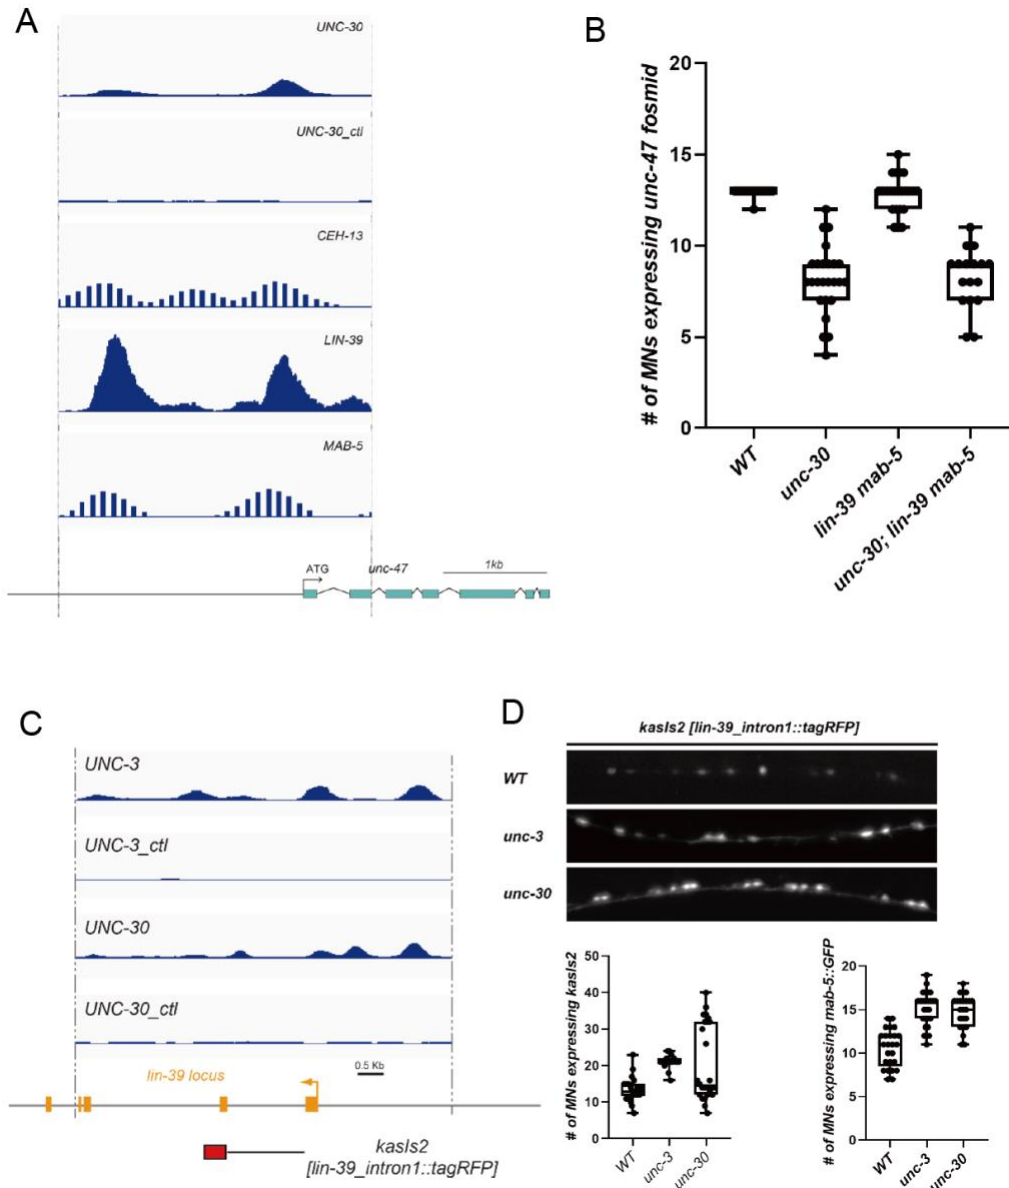 A
UNC-30
UNC-30_ctl
CEH-13
LIN-39
MAB-5
ATG
unc-47
1kb
B
# of MNs expressing unc-47 fosmid
20
15
10
5
0
WT
unc-30
lin-39 mab-5
unc-30; lin-39 mab-5
C
UNC-3
UNC-3_ctl
UNC-30
UNC-30_ctl
0.5 Kb
lin-39 locus
kasIs2
[lin-39_intron1::tagRFP]
D
kasIs2 [lin-39_intron1::tagRFP]
WT
unc-3
unc-30
# of MNs expressing kasIs2
50
40
30
20
10
0
WT
unc-3
unc-30
# of MNs expressing mab-5::GFP
20
15
10
5
0
WT
unc-3
unc-30